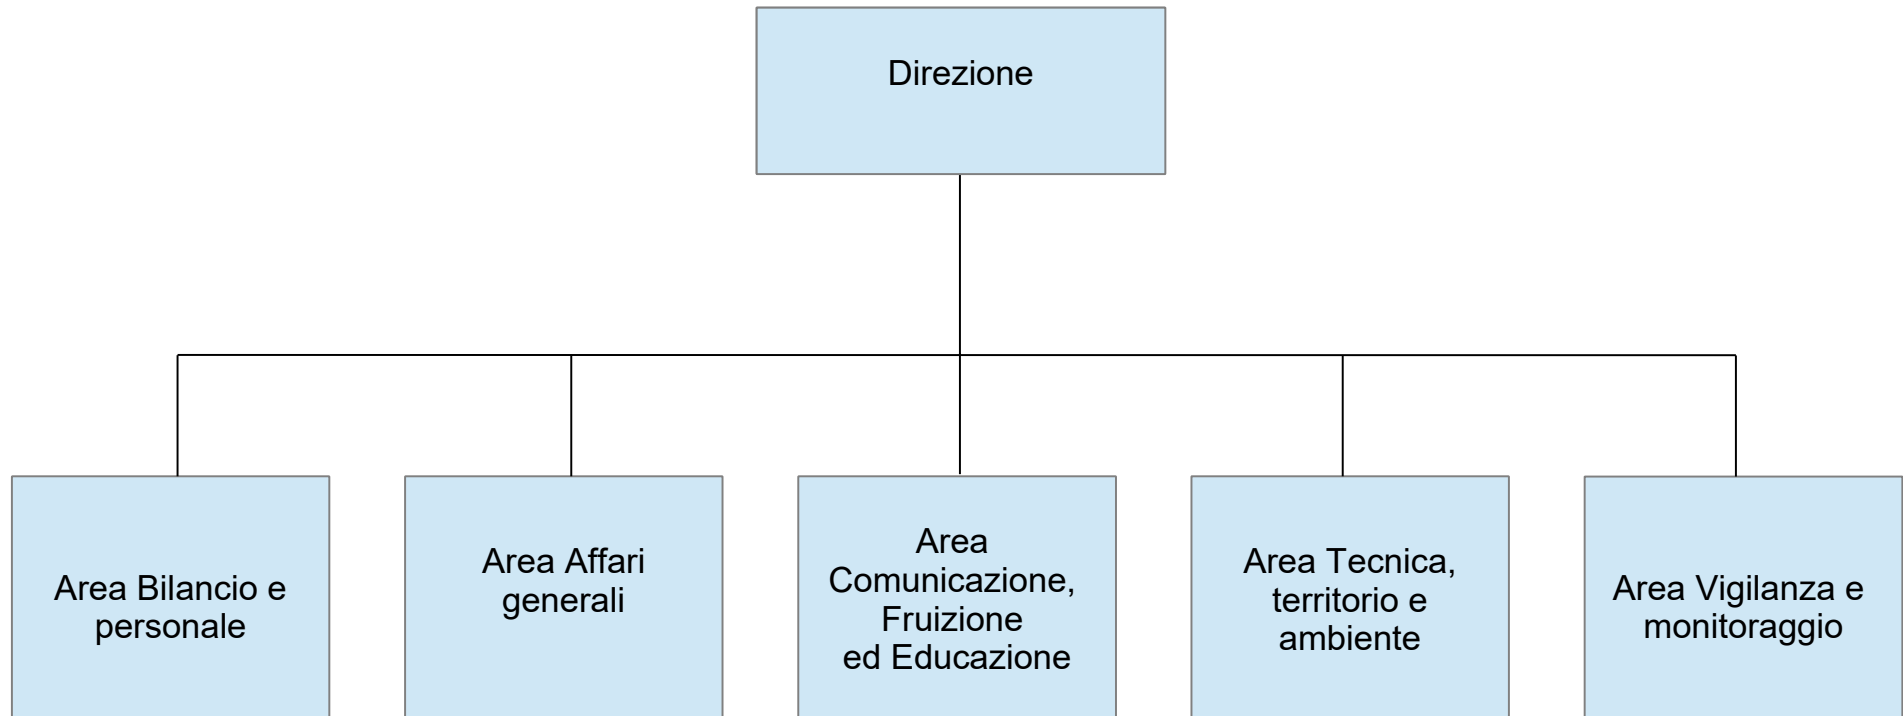 Direzione
Area Bilancio e
personale
Area Affari
generali
Area
Comunicazione,
Fruizione
ed Educazione
Area Tecnica,
territorio e
ambiente
Area Vigilanza e
monitoraggio